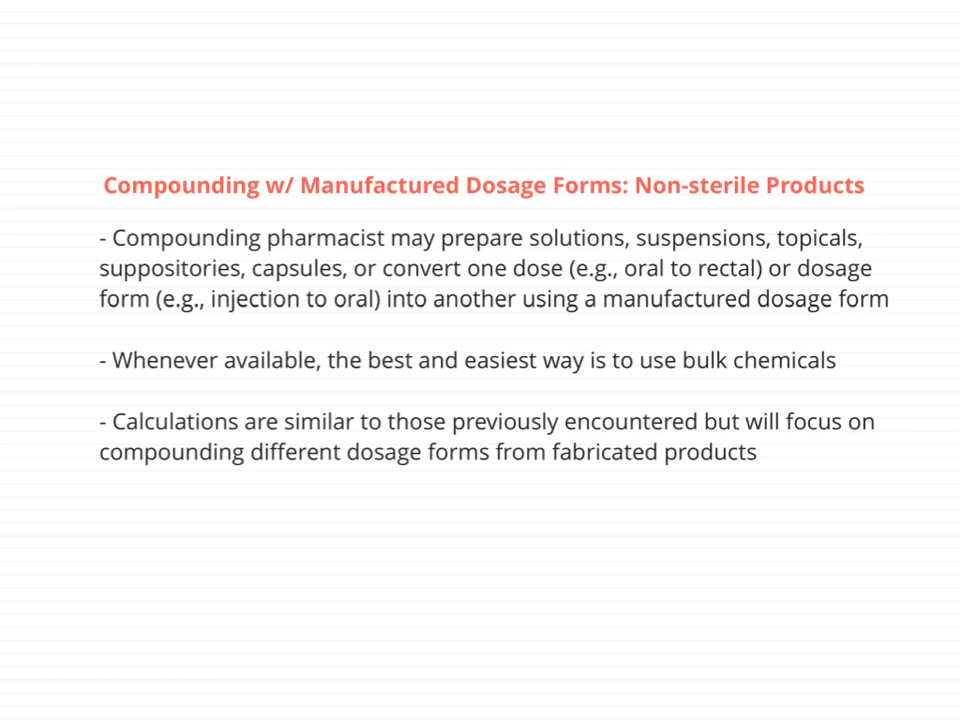 Compounding w/ Manufactured Dosage Forms: Non-sterile Products
- Compounding pharmacist may prepare solutions, suspensions, topicals,
suppositories, capsules, or convert one dose (e.g., oral to rectal) or dosage
form (e.g., injection to oral) into another using a manufactured dosage form
- Whenever available, the best and easiest way is to use bulk chemicals
- Calculations are similar to those previously encountered but will focus on
compounding different dosage forms from fabricated products